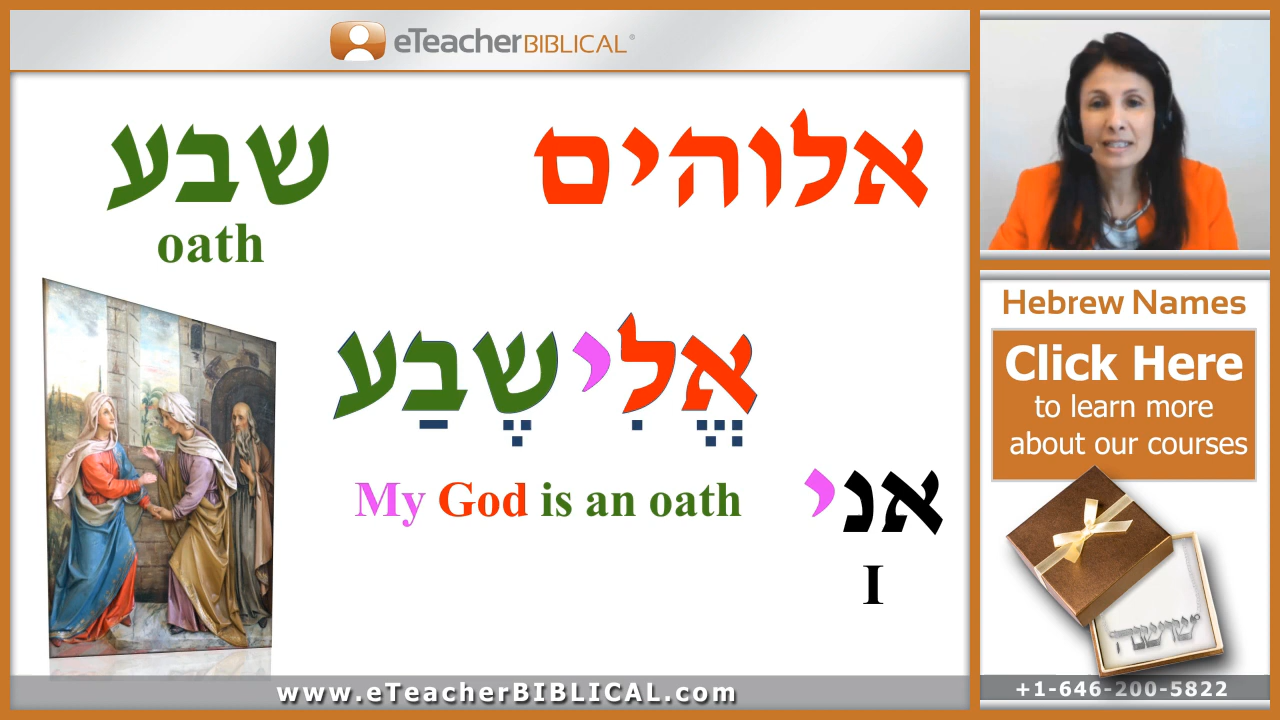 eTeacherBIBLICAL®
אלוהים
שבע
oath
אֱלִישֶׁבַע
My God is an oath
אני
I
www.eTeacherBIBLICAL.com
Hebrew Names
Click Here
to learn more
about our courses
שושנה
+1-646-200-5822